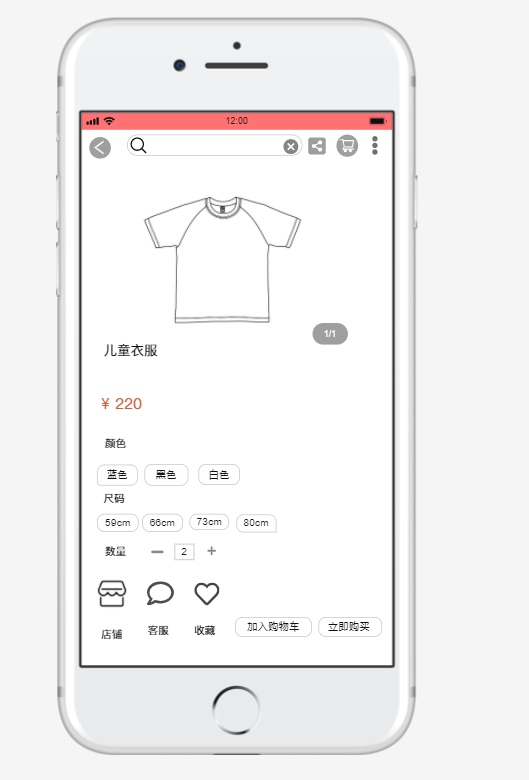 12:00
1/1
儿童衣服
¥ 220
颜色
蓝色 黑色 白色
尺码
59cm 66cm 73cm 80cm
数量 2
店铺 客服 收藏 加入购物车 立即购买